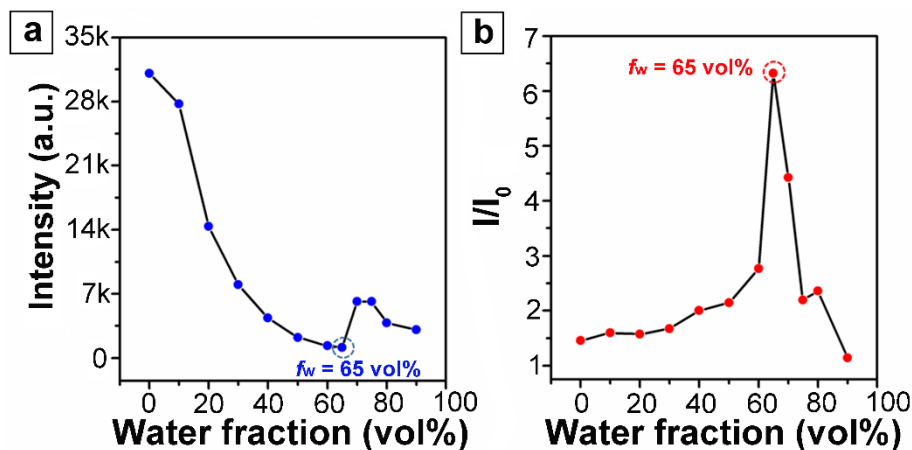 a
35k
28k
21k
14k
7k
0
Intensity (a.u.)
fw = 65 vol%
0 20 40 60 80 100
Water fraction (vol%)
b
7
6
5
4
3
2
1
I/I0
fw = 65 vol%
0 20 40 60 80 100
Water fraction (vol%)